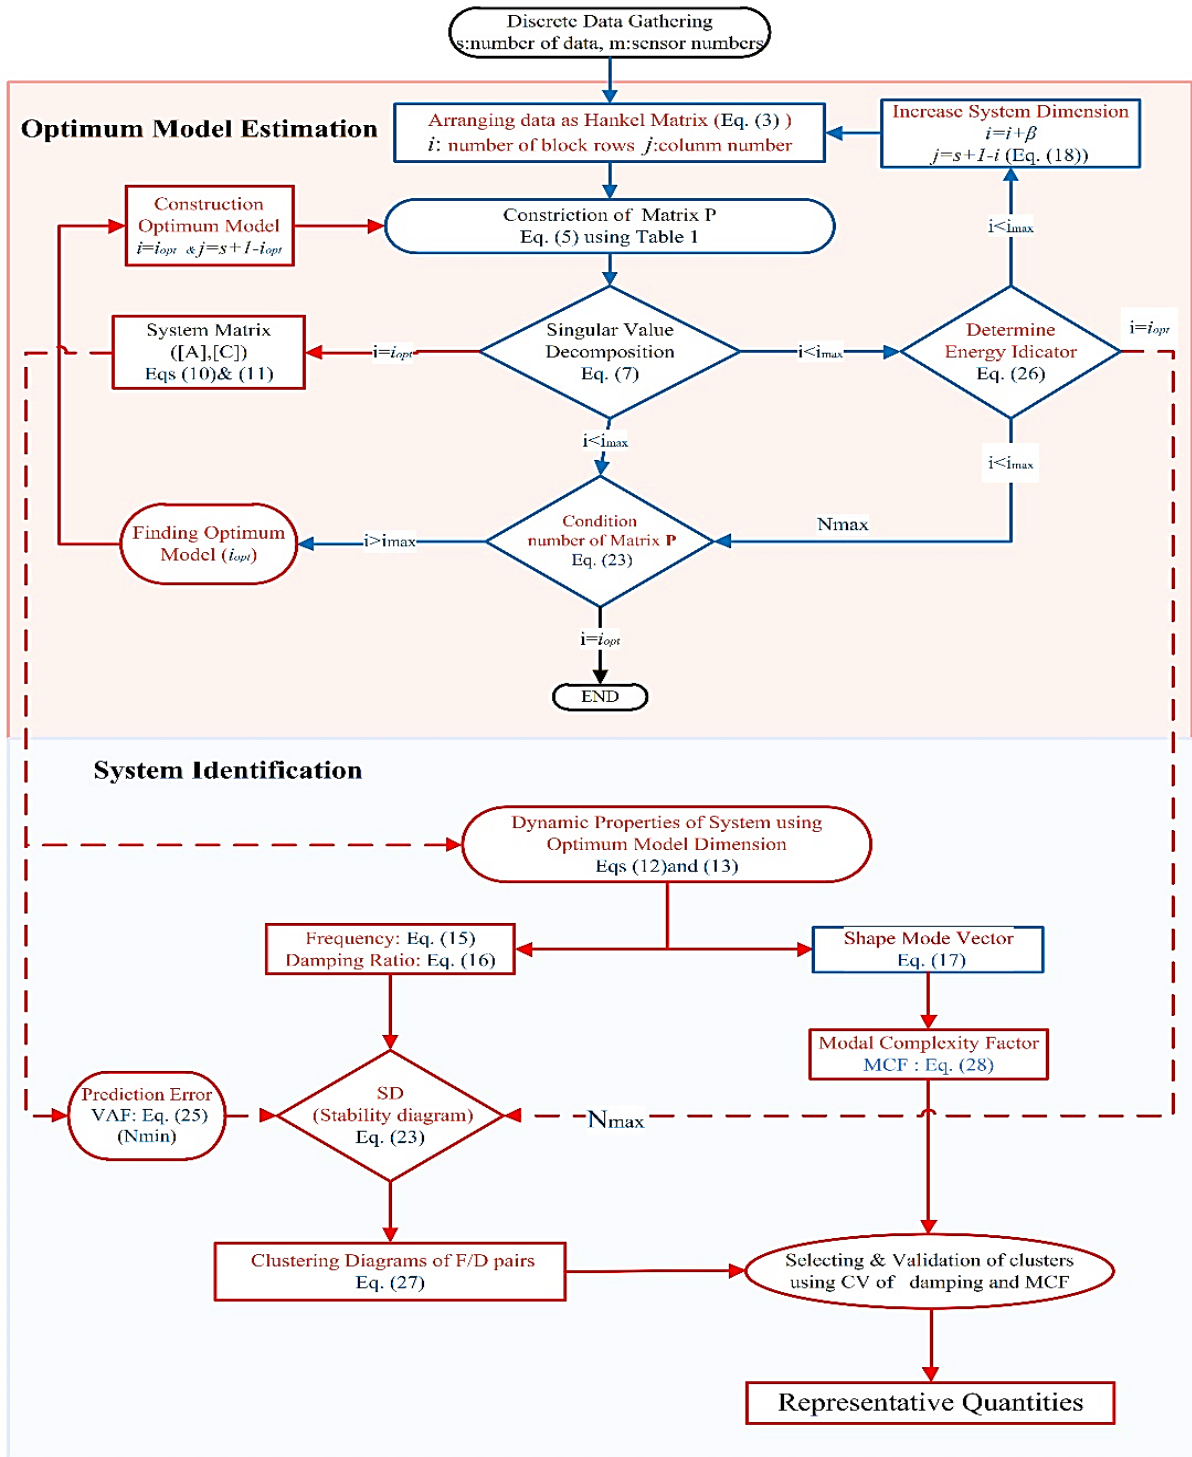 Discrete Data Gathering
s:number of data, m:sensor numbers
Optimum Model Estimation
Arranging data as Hankel Matrix (Eq. (3) )
i: number of block rows j:colunm number
Increase System Dimension
i=i+β
j=s+1-i (Eq. (18))
Construction
Optimum Model
i=iopt & j=s+1-iopt
Constriction of Matrix P
Eq. (5) using Table 1
i<imax
System Matrix
([A],[C])
Eqs (10)& (11)
i=iopt
Singular Value
Decomposition
Eq. (7)
i<imax
Determine
Energy Idicator
Eq. (26)
i=iopt
i<imax
i<imax
Finding Optimum
Model (iopt)
i>imax
Condition
number of Matrix P
Eq. (23)
Nmax
i=iopt
END
System Identification
Dynamic Properties of System using
Optimum Model Dimension
Eqs (12)and (13)
Frequency: Eq. (15)
Damping Ratio: Eq. (16)
Shape Mode Vector
Eq. (17)
Modal Complexity Factor
MCF : Eq. (28)
Prediction Error
VAF: Eq. (25)
(Nmin)
SD
(Stability diagram)
Eq. (23)
Nmax
Clustering Diagrams of F/D pairs
Eq. (27)
Selecting & Validation of clusters
using CV of damping and MCF
Representative Quantities